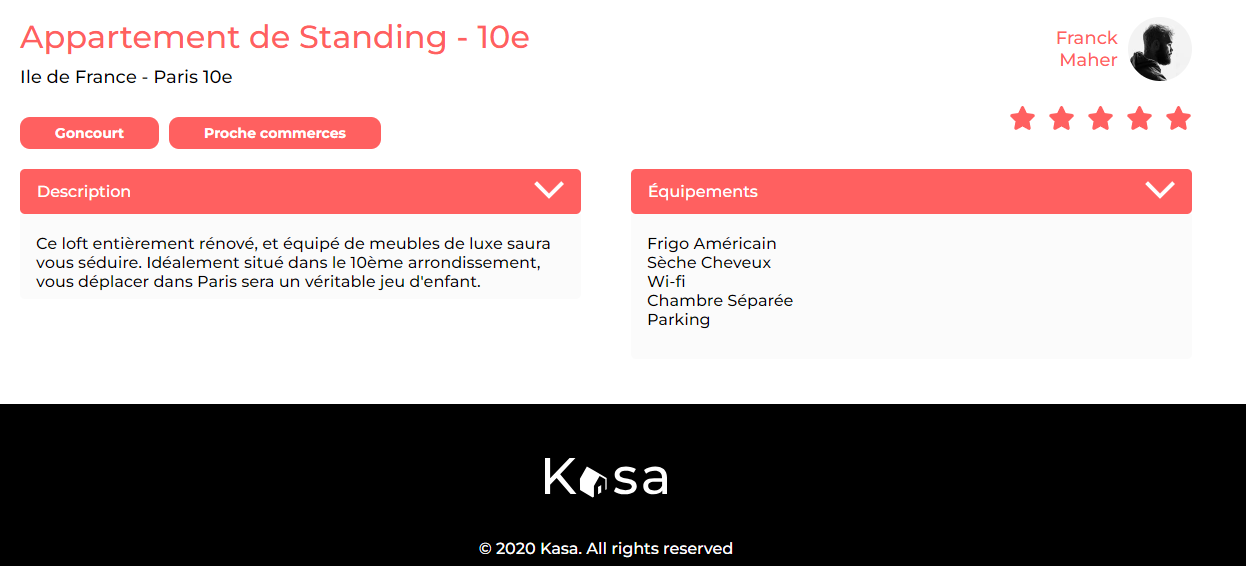 Appartement de Standing - 10e
Ile de France - Paris 10e
Franck
Maher
Goncourt
Proche commerces
Description
Ce loft entièrement rénové, et équipé de meubles de luxe saura
vous séduire. Idéalement situé dans le 10ème arrondissement,
vous déplacer dans Paris sera un véritable jeu d'enfant.
Équipements
Frigo Américain
Sèche Cheveux
Wi-fi
Chambre Séparée
Parking
Kasa
© 2020 Kasa. All rights reserved